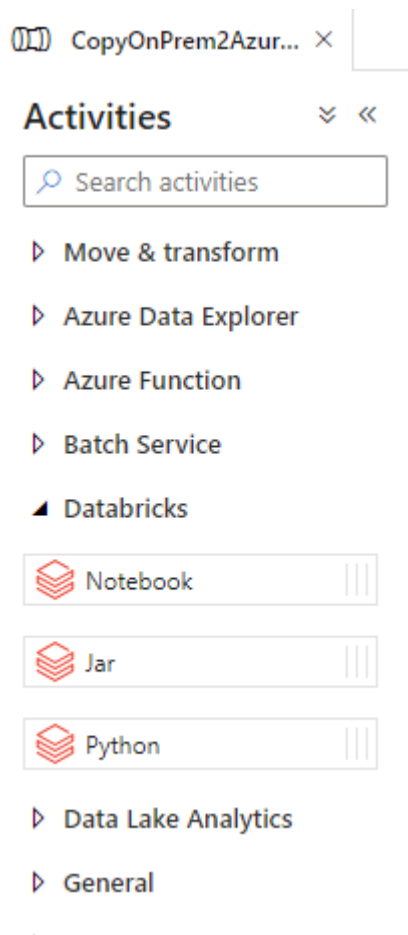 CopyOnPrem2Azur...
Activities
Search activities
Move & transform
Azure Data Explorer
Azure Function
Batch Service
Databricks
Notebook
Jar
Python
Data Lake Analytics
General